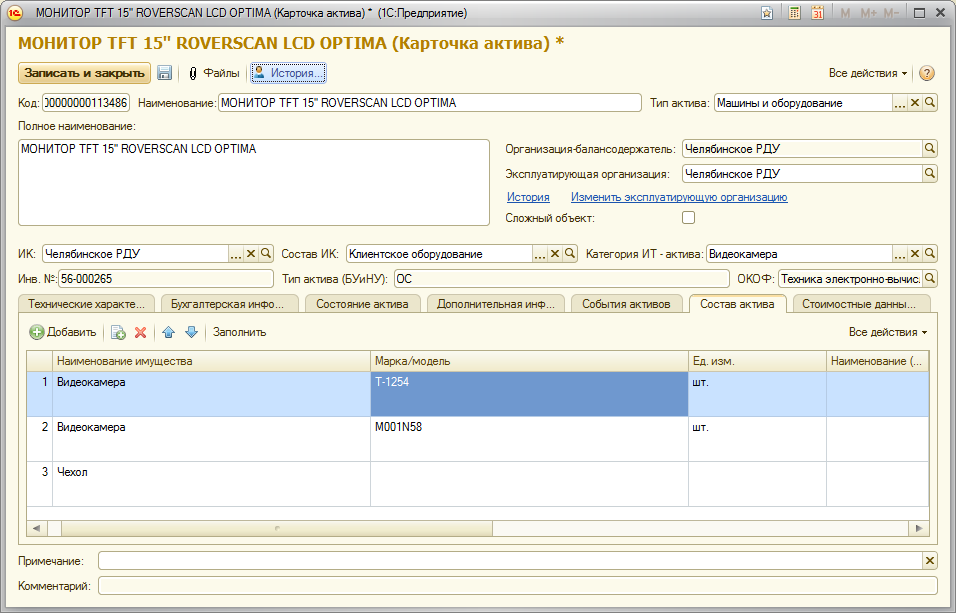 МОНИТОР TFT 15" ROVERSCAN LCD OPTIMA (Карточка актива) * (1С:Предприятие)
M M+ M-
МОНИТОР TFT 15" ROVERSCAN LCD OPTIMA (Карточка актива) *
Записать и закрыть Файлы История... Все действия
Код: 00000000113486 Наименование: МОНИТОР TFT 15" ROVERSCAN LCD OPTIMA Тип актива: Машины и оборудование
Полное наименование:
МОНИТОР TFT 15" ROVERSCAN LCD OPTIMA
Организация-балансодержатель: Челябинское РДУ
Эксплуатирующая организация: Челябинское РДУ
История Изменить эксплуатирующую организацию
Сложный объект:
ИК: Челябинское РДУ Состав ИК: Клиентское оборудование Категория ИТ - актива: Видеокамера
Инв. №: 56-000265 Тип актива (БУиНУ): ОС ОКОФ: Техника электронно-вычис.
Технические характе... Бухгалтерская инфо... Состояние актива Дополнительная инф... События активов Состав актива Стоимостные данны...
Добавить Заполнить Все действия
Наименование имущества Марка/модель Ед. изм. Наименование (...
1 Видеокамера Т-1254 шт.
2 Видеокамера M001N58 шт.
3 Чехол
Примечание:
Комментарий: